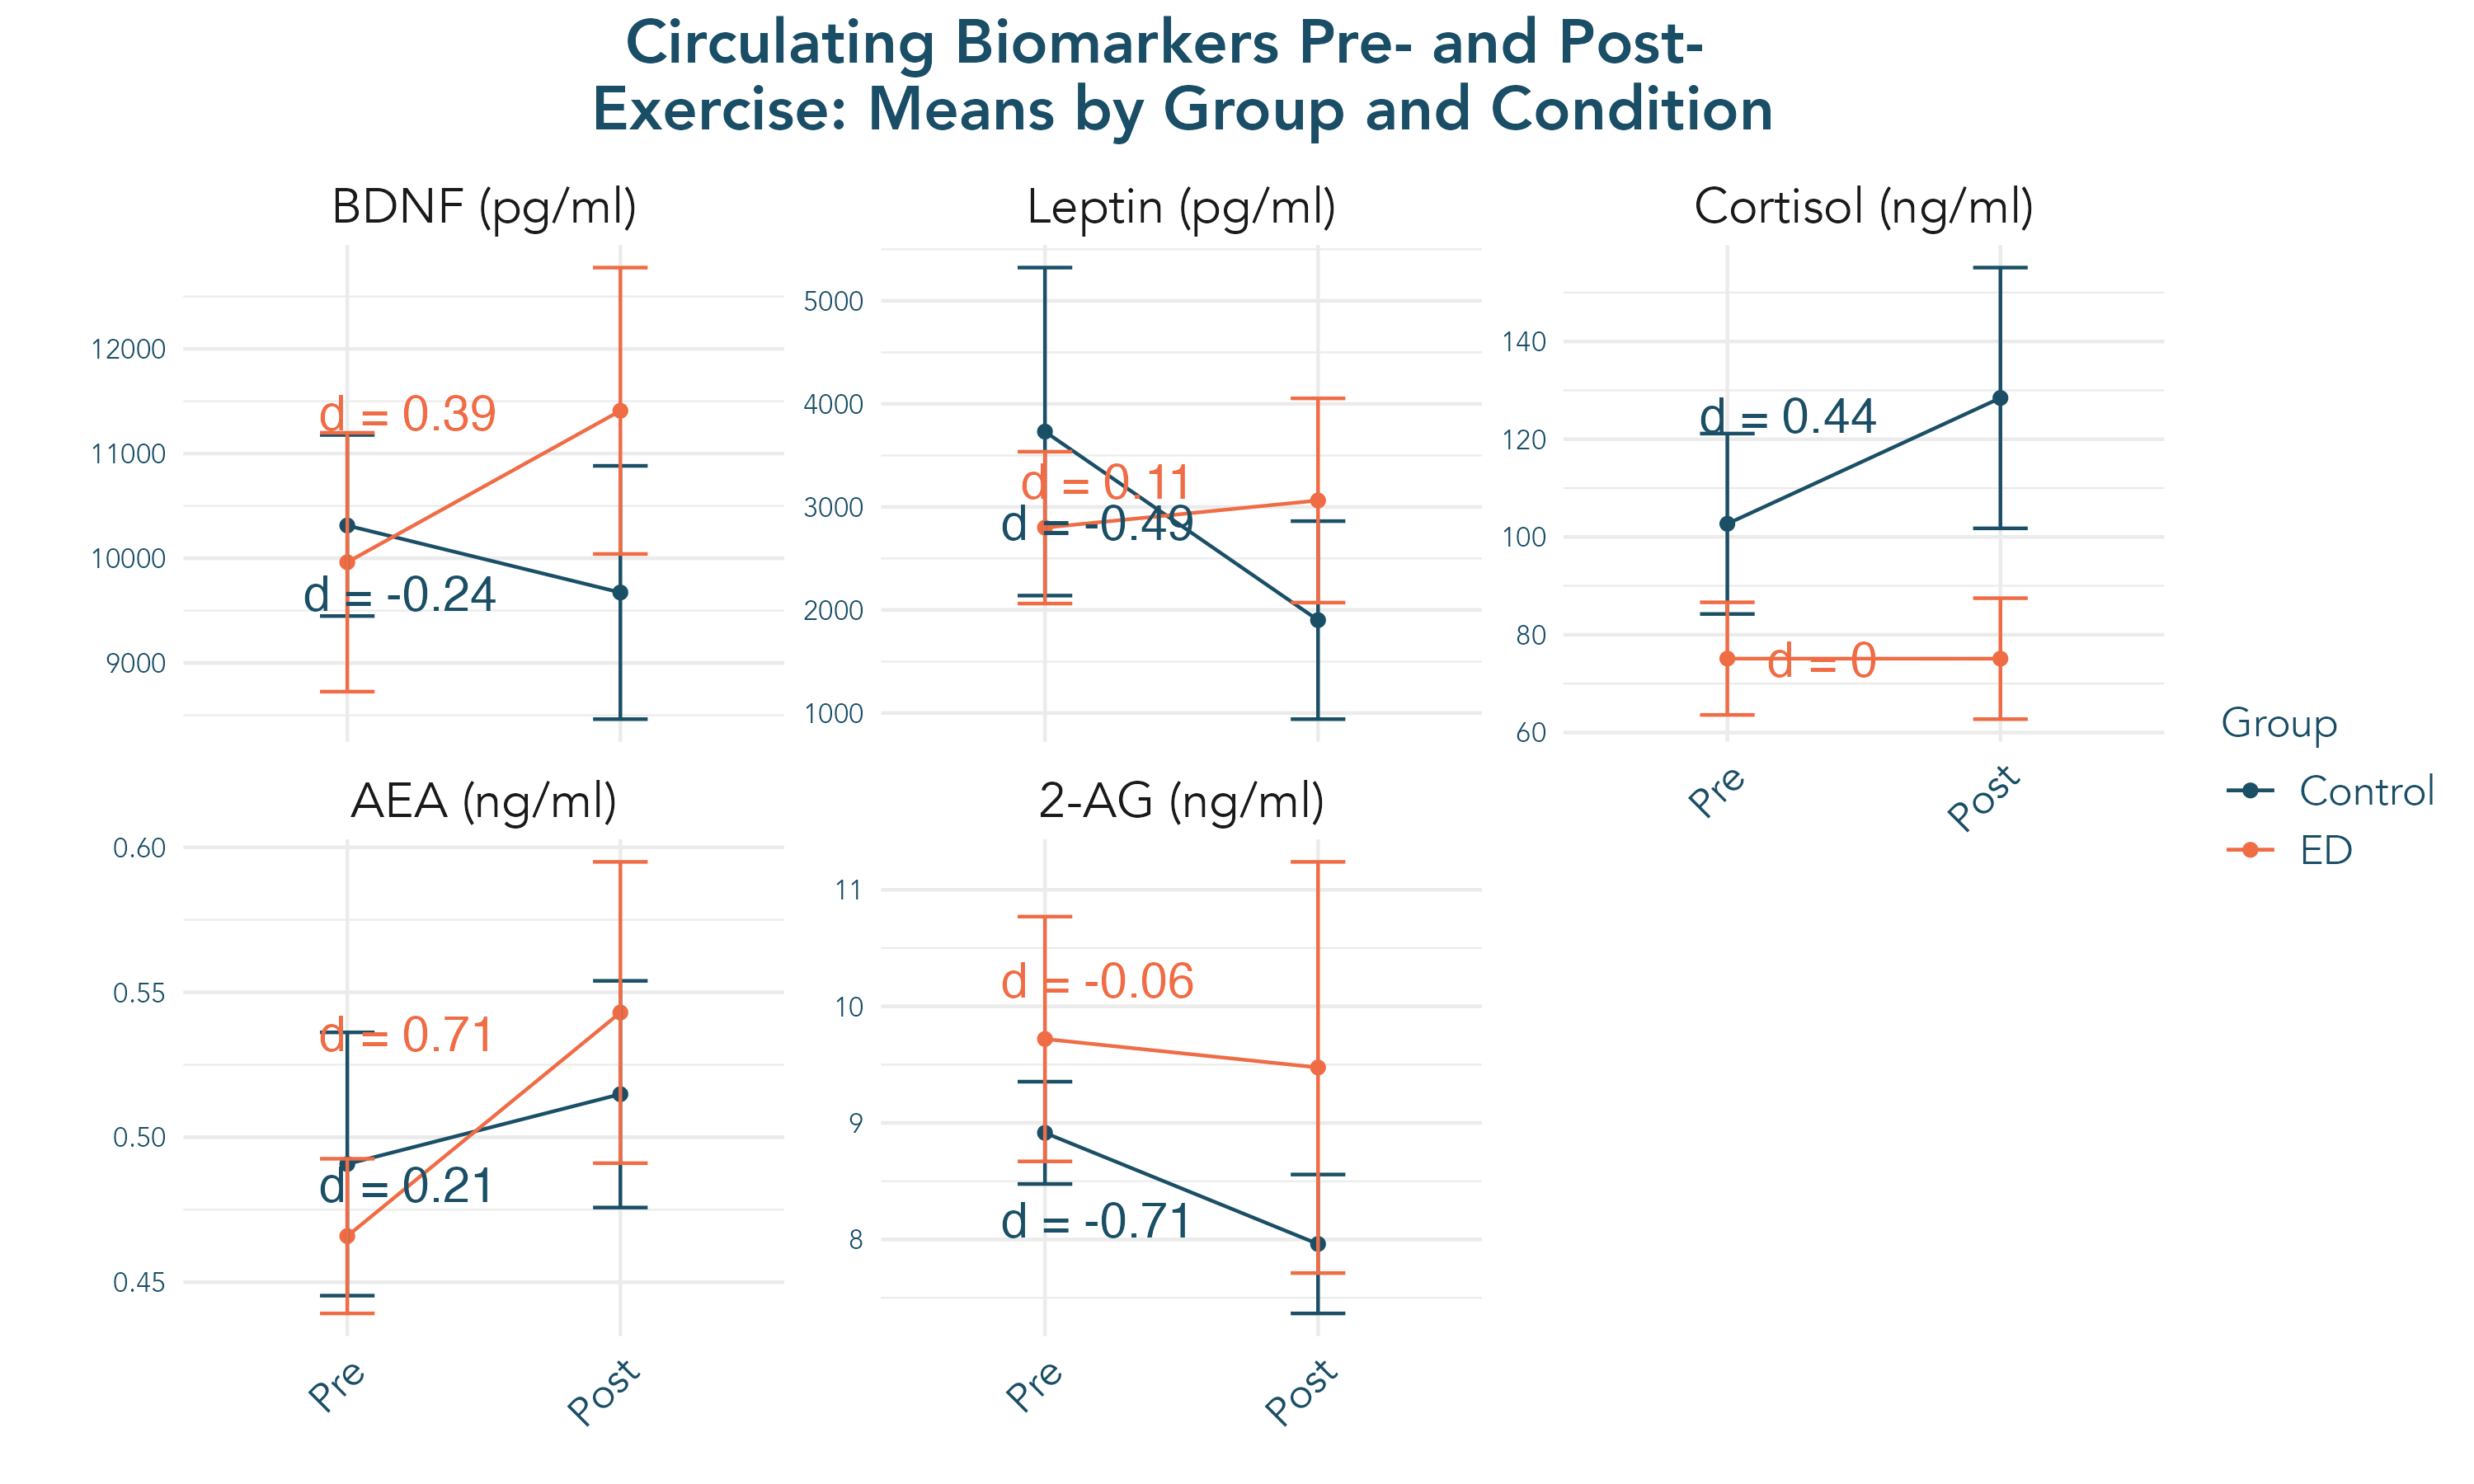 Circulating Biomarkers Pre- and Post-
Exercise: Means by Group and Condition
BDNF (pg/ml)
12000
11000
10000
9000
d = 0.39
d = -0.24
Leptin (pg/ml)
5000
4000
3000
2000
1000
d = 0.11
d = -0.49
Cortisol (ng/ml)
140
120
100
80
60
d = 0.44
d = 0
Pre
Post
Group
Control
ED
AEA (ng/ml)
0.60
0.55
0.50
0.45
d = 0.71
d = 0.21
Pre
Post
2-AG (ng/ml)
11
10
9
8
d = -0.06
d = -0.71
Pre
Post